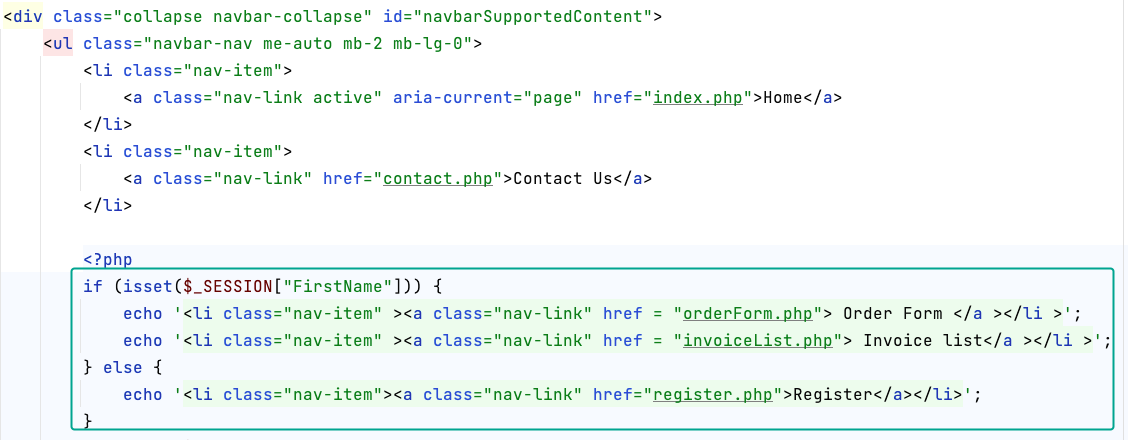 <div class="collapse navbar-collapse" id="navbarSupportedContent">
<ul class="navbar-nav me-auto mb-2 mb-lg-0">
<li class="nav-item">
<a class="nav-link active" aria-current="page" href="index.php">Home</a>
</li>
<li class="nav-item">
<a class="nav-link" href="contact.php">Contact Us</a>
</li>
<?php
if (isset($_SESSION["FirstName"])) {
echo '<li class="nav-item" ><a class="nav-link" href = "orderForm.php"> Order Form </a ></li >';
echo '<li class="nav-item" ><a class="nav-link" href = "invoiceList.php"> Invoice list</a ></li >';
} else {
echo '<li class="nav-item"><a class="nav-link" href="register.php">Register</a></li>';
}